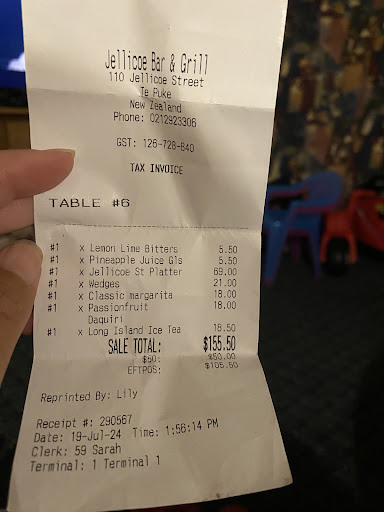 Jellicoe Bar & Grill
110 Jellicoe Street
Te Puke
New Zealand
Phone: 0212923306
GST: 126-728-840
TAX INVOICE
TABLE #6
#1 x Lemon Lime Bitters 5.50
#1 x Pineapple Juice Gls 5.50
#1 x Jellicoe St Platter 69.00
#1 x Wedges 21.00
#1 x Classic margarita 18.00
#1 x Passionfruit 18.00
Daquiri
#1 x Long Island Ice Tea 18.50
SALE TOTAL: $155.50
$50: $50.00
EFTPOS: $105.50
Reprinted By: Lily
Receipt #: 290567
Date: 19-Jul-24 Time: 1:56:14 PM
Clerk: 59 Sarah
Terminal: 1 Terminal 1